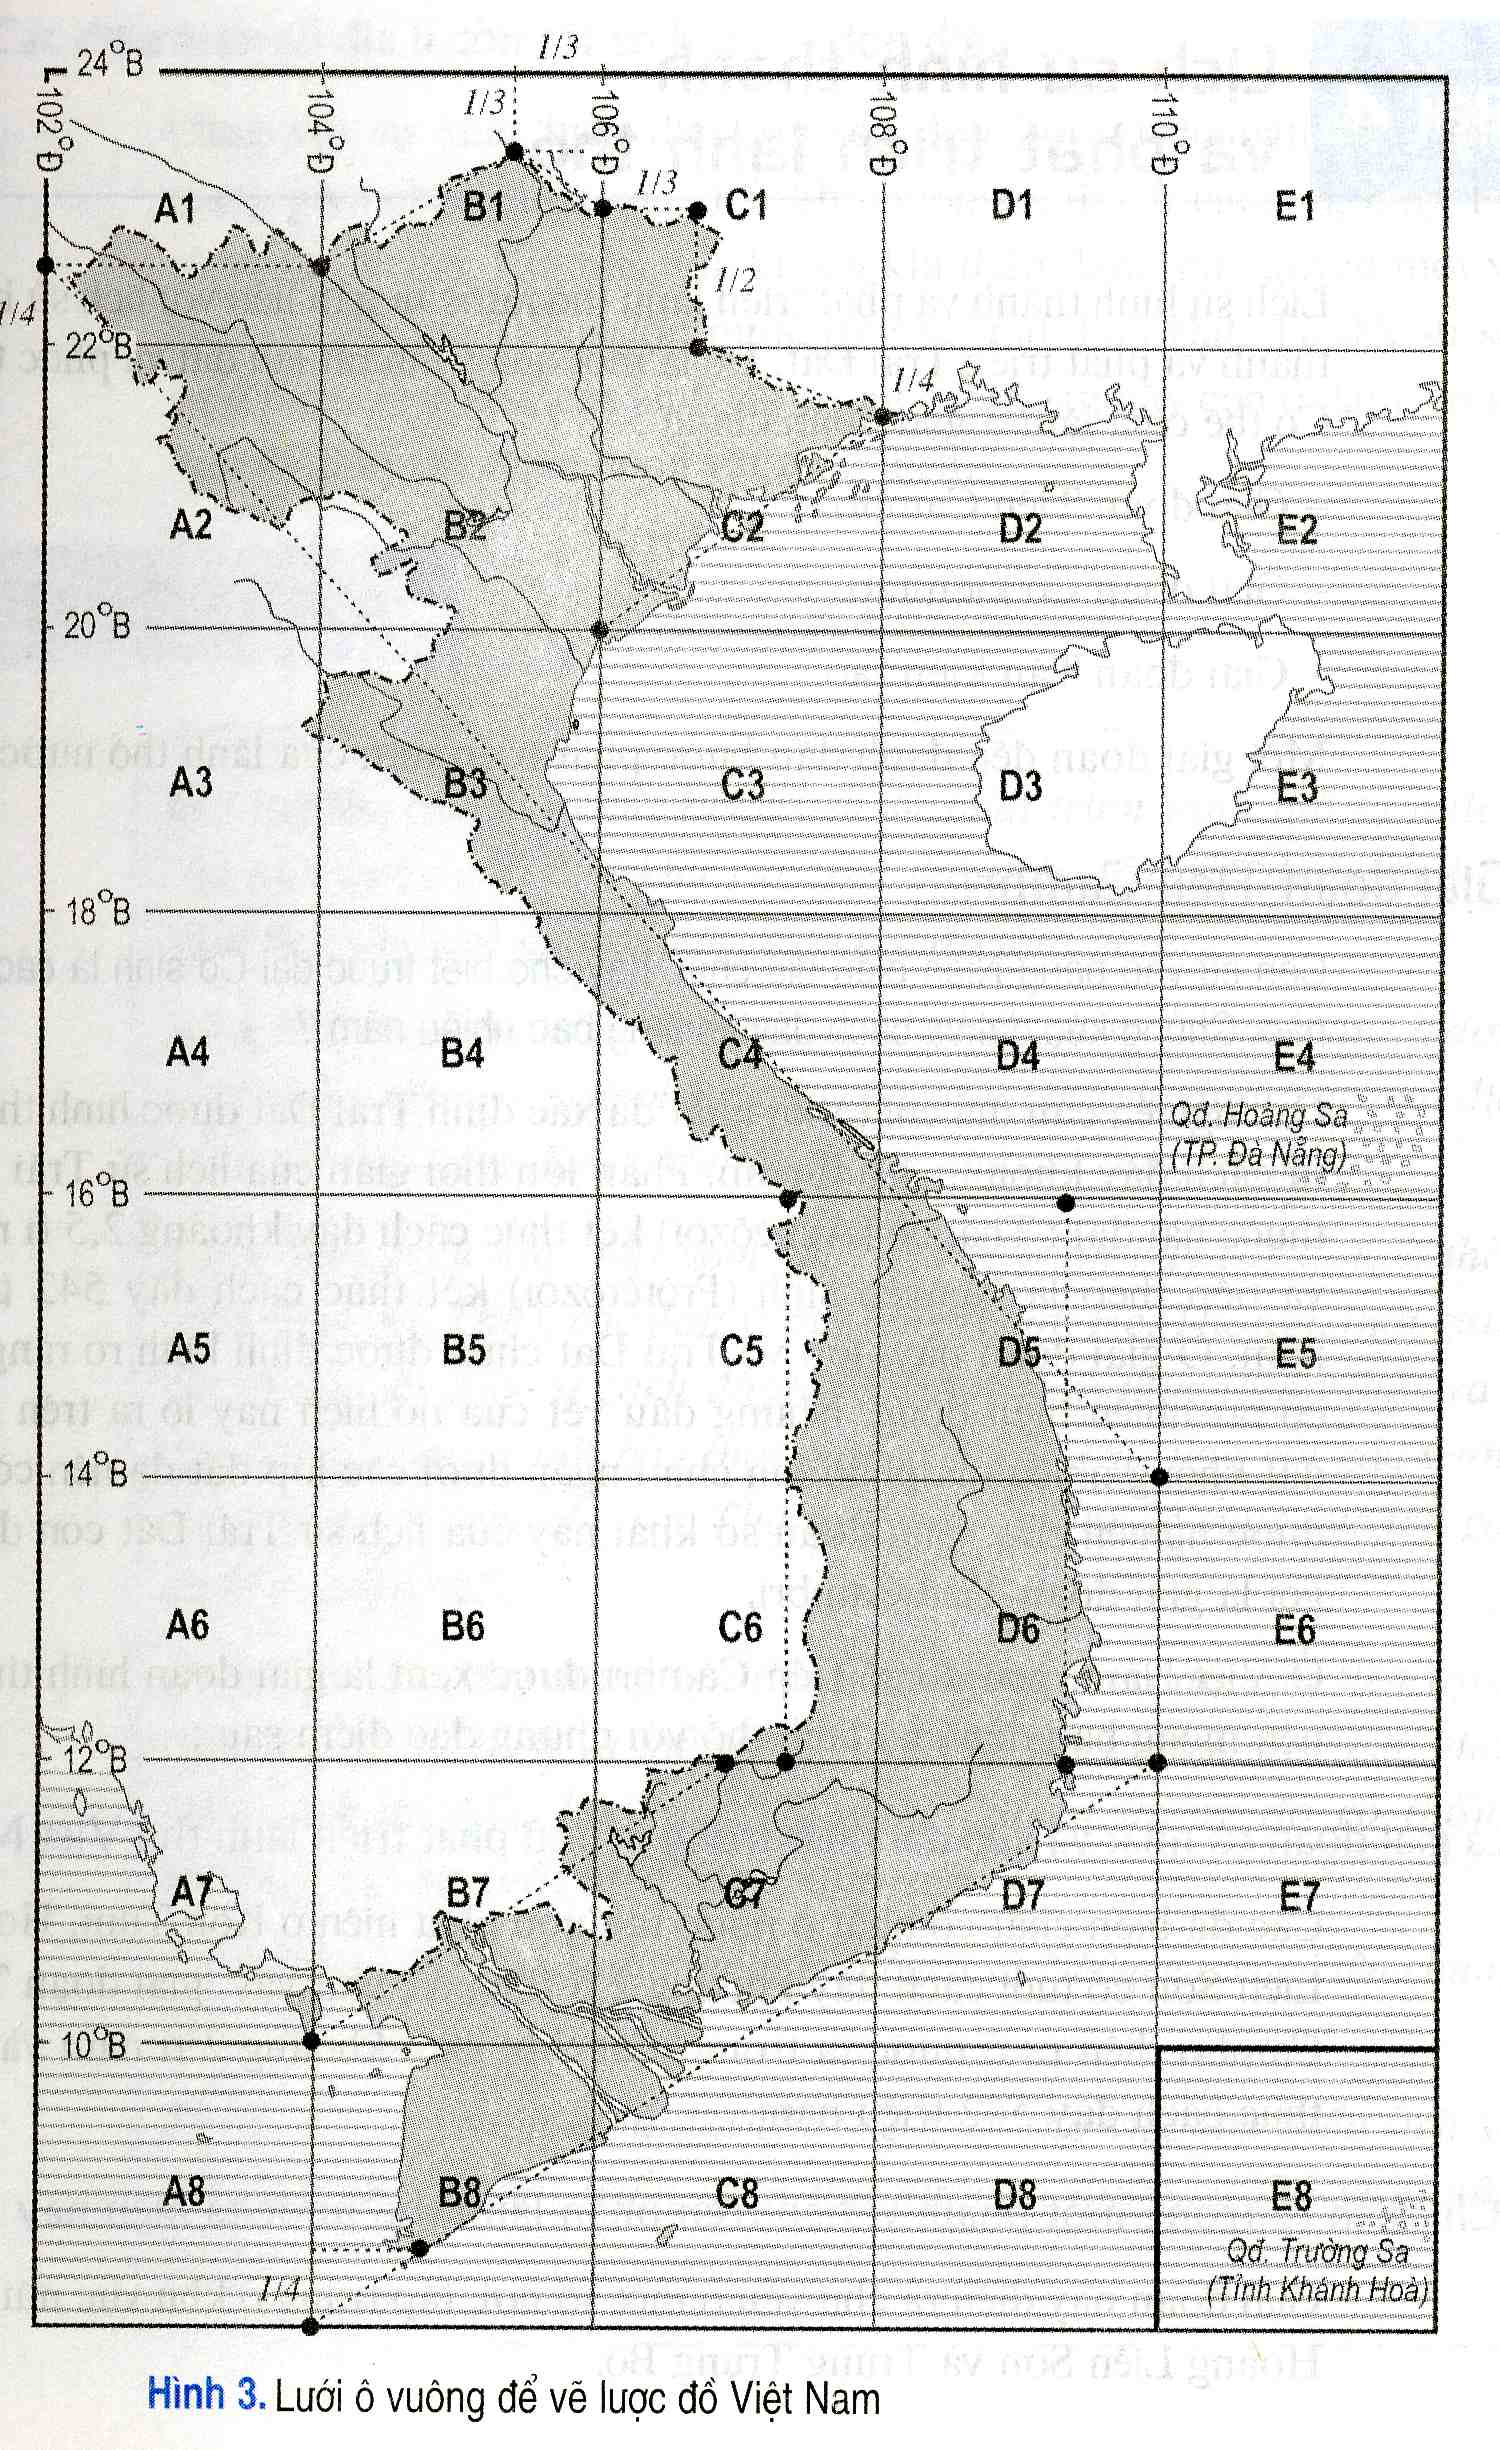 1/3
24°B
1/3
102°Đ
104°Đ
106°Đ
108°Đ
110°Đ
1/3
A1
B1
C1
D1
E1
1/2
1/4
22°B
1/4
A2
B2
C2
D2
E2
20°B
A3
B3
C3
D3
E3
18°B
A4
B4
C4
D4
E4
Qđ. Hoàng Sa
(TP. Đà Nẵng)
16°B
A5
B5
C5
D5
E5
14°B
A6
B6
C6
D6
E6
12°B
A7
B7
C7
D7
E7
10°B
A8
B8
C8
D8
E8
Qđ. Trường Sa
(Tỉnh Khánh Hoà)
1/4
Hình 3. Lưới ô vuông để vẽ lược đồ Việt Nam